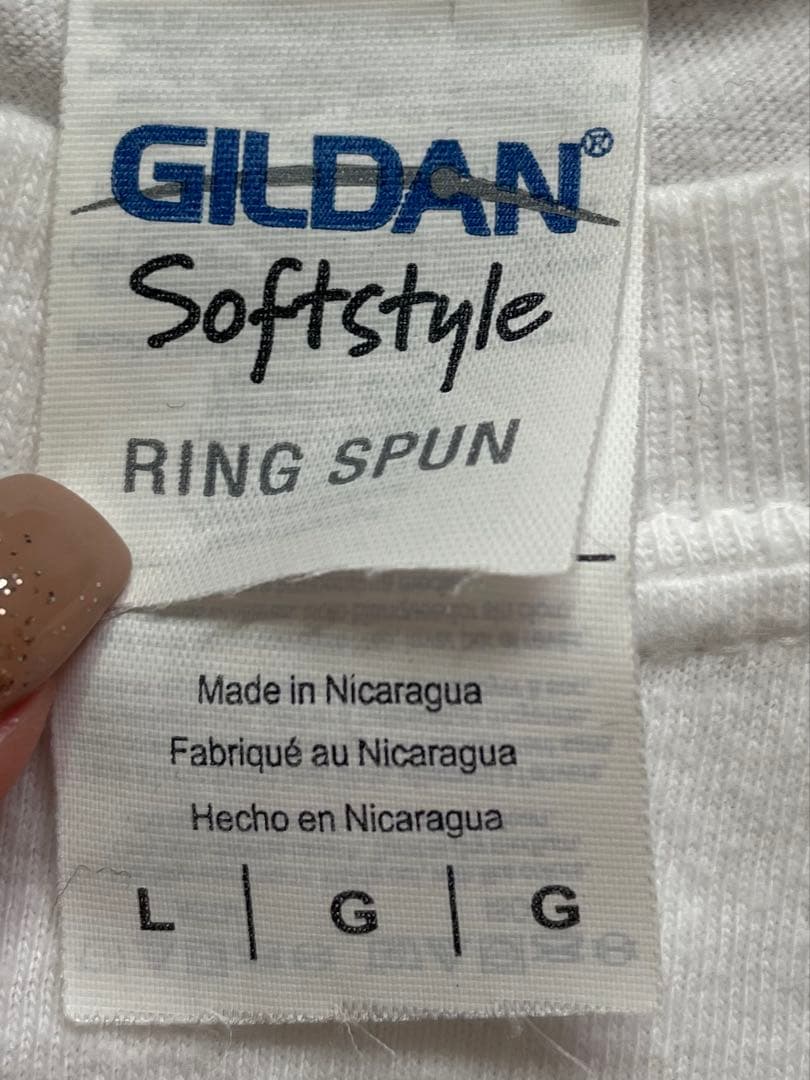 GILDAN®
Softstyle
RING SPUN
Made in Nicaragua
Fabriqué au Nicaragua
Hecho en Nicaragua
L | G | G